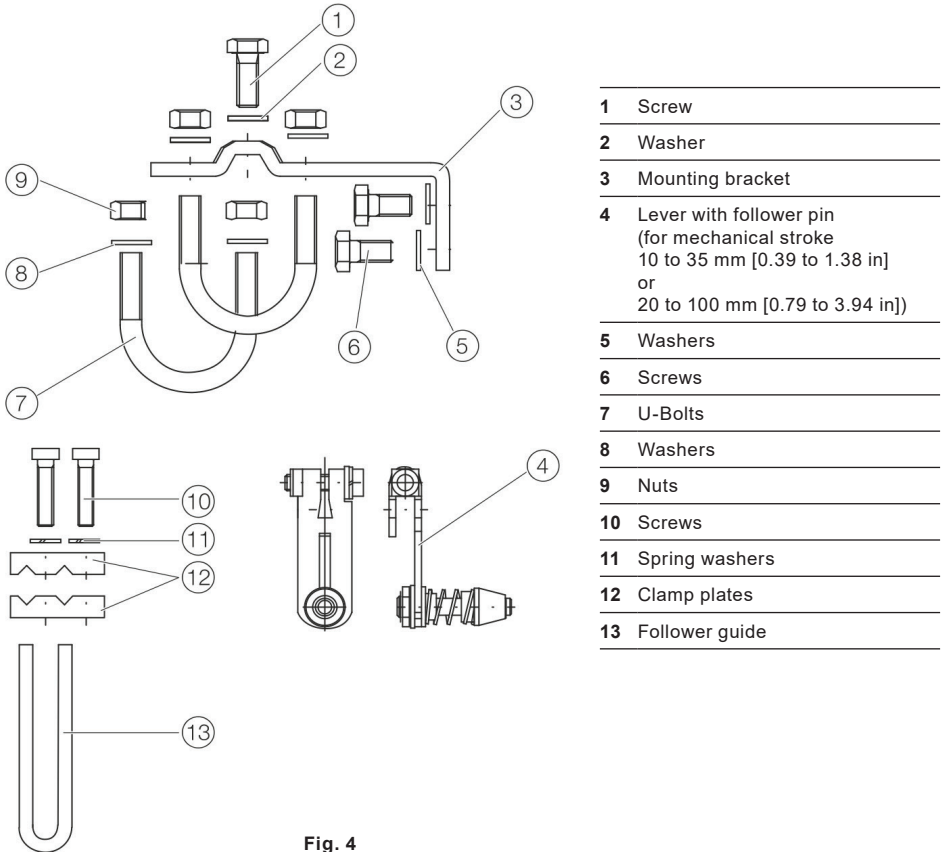 1
2
3
9
8
6
5
7
10
4
11
12
13
Fig. 4
1 Screw
2 Washer
3 Mounting bracket
4 Lever with follower pin
(for mechanical stroke
10 to 35 mm [0.39 to 1.38 in]
or
20 to 100 mm [0.79 to 3.94 in])
5 Washers
6 Screws
7 U-Bolts
8 Washers
9 Nuts
10 Screws
11 Spring washers
12 Clamp plates
13 Follower guide